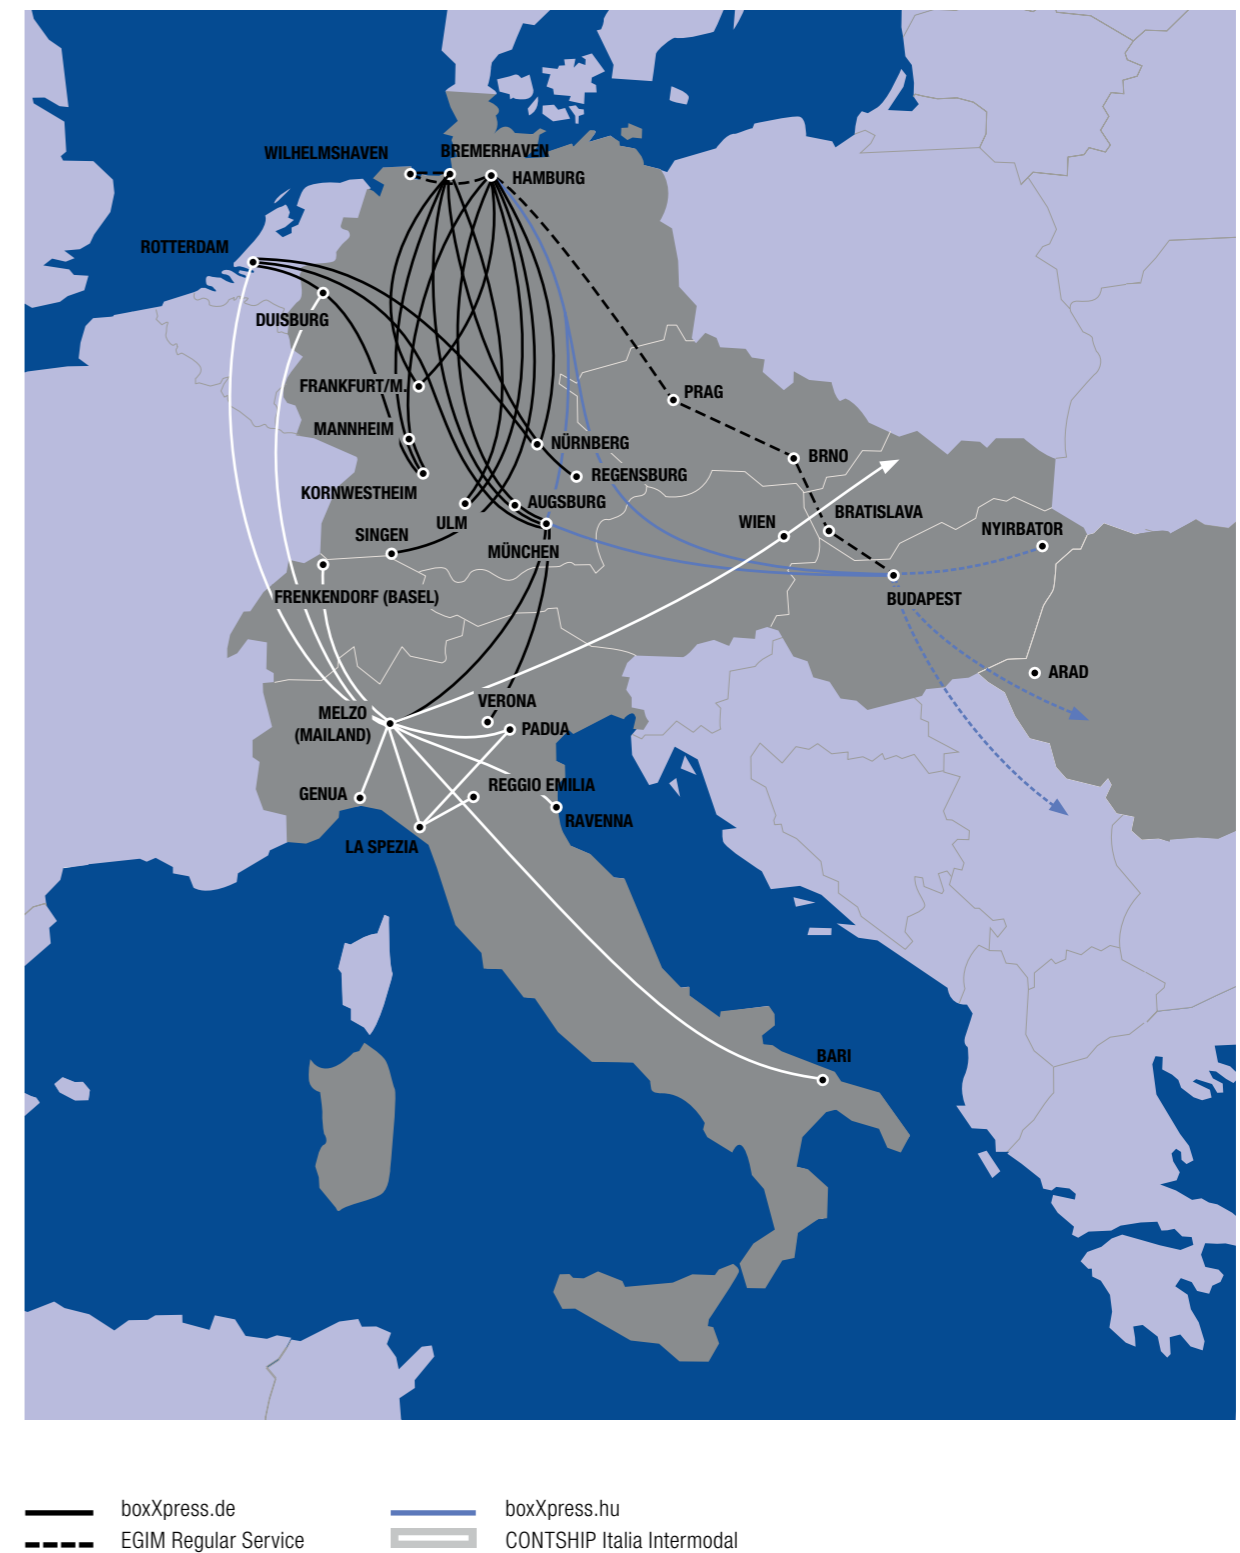 WILHELMSHAVEN
BREMERHAVEN
HAMBURG
ROTTERDAM
DUISBURG
FRANKFURT/M.
PRAG
MANNHEIM
NÜRNBERG
BRNO
REGENSBURG
KORNWESTHEIM
AUGSBURG
ULM
WIEN
BRATISLAVA
NYIRBATOR
SINGEN
MÜNCHEN
FRENKENDORF (BASEL)
BUDAPEST
ARAD
VERONA
MELZO
(MAILAND)
PADUA
REGGIO EMILIA
GENUA
RAVENNA
LA SPEZIA
BARI
boxXpress.de
boxXpress.hu
EGIM Regular Service
CONTSHIP Italia Intermodal